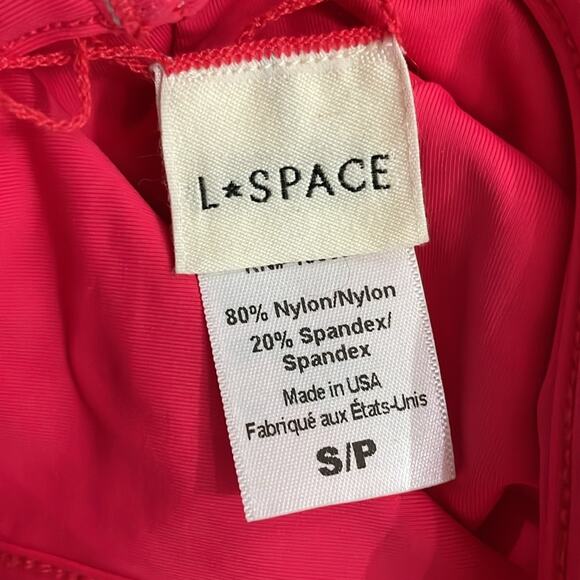 L*SPACE
80% Nylon/Nylon
20% Spandex/
Spandex
Made in USA
Fabriqué aux États-Unis
S/P